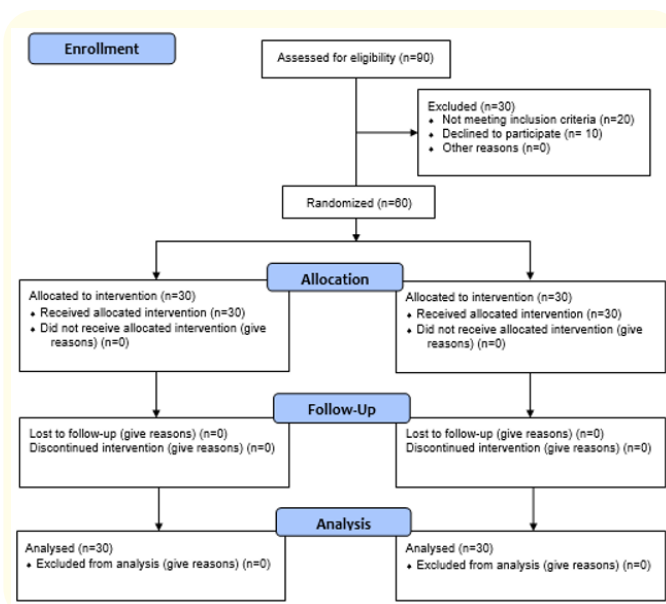 Enrollment
Assessed for eligibility (n=90)
Excluded (n=30)
⬥ Not meeting inclusion criteria (n=20)
⬥ Declined to participate (n= 10)
⬥ Other reasons (n=0)
Randomized (n=60)
Allocation
Allocated to intervention (n=30)
⬥ Received allocated intervention (n=30)
⬥ Did not receive allocated intervention (give
reasons) (n=0)
Allocated to intervention (n=30)
⬥ Received allocated intervention (n=30)
⬥ Did not receive allocated intervention (give
reasons) (n=0)
Follow-Up
Lost to follow-up (give reasons) (n=0)
Discontinued intervention (give reasons) (n=0)
Lost to follow-up (give reasons) (n=0)
Discontinued intervention (give reasons) (n=0)
Analysis
Analysed (n=30)
⬥ Excluded from analysis (give reasons) (n=0)
Analysed (n=30)
⬥ Excluded from analysis (give reasons) (n=0)